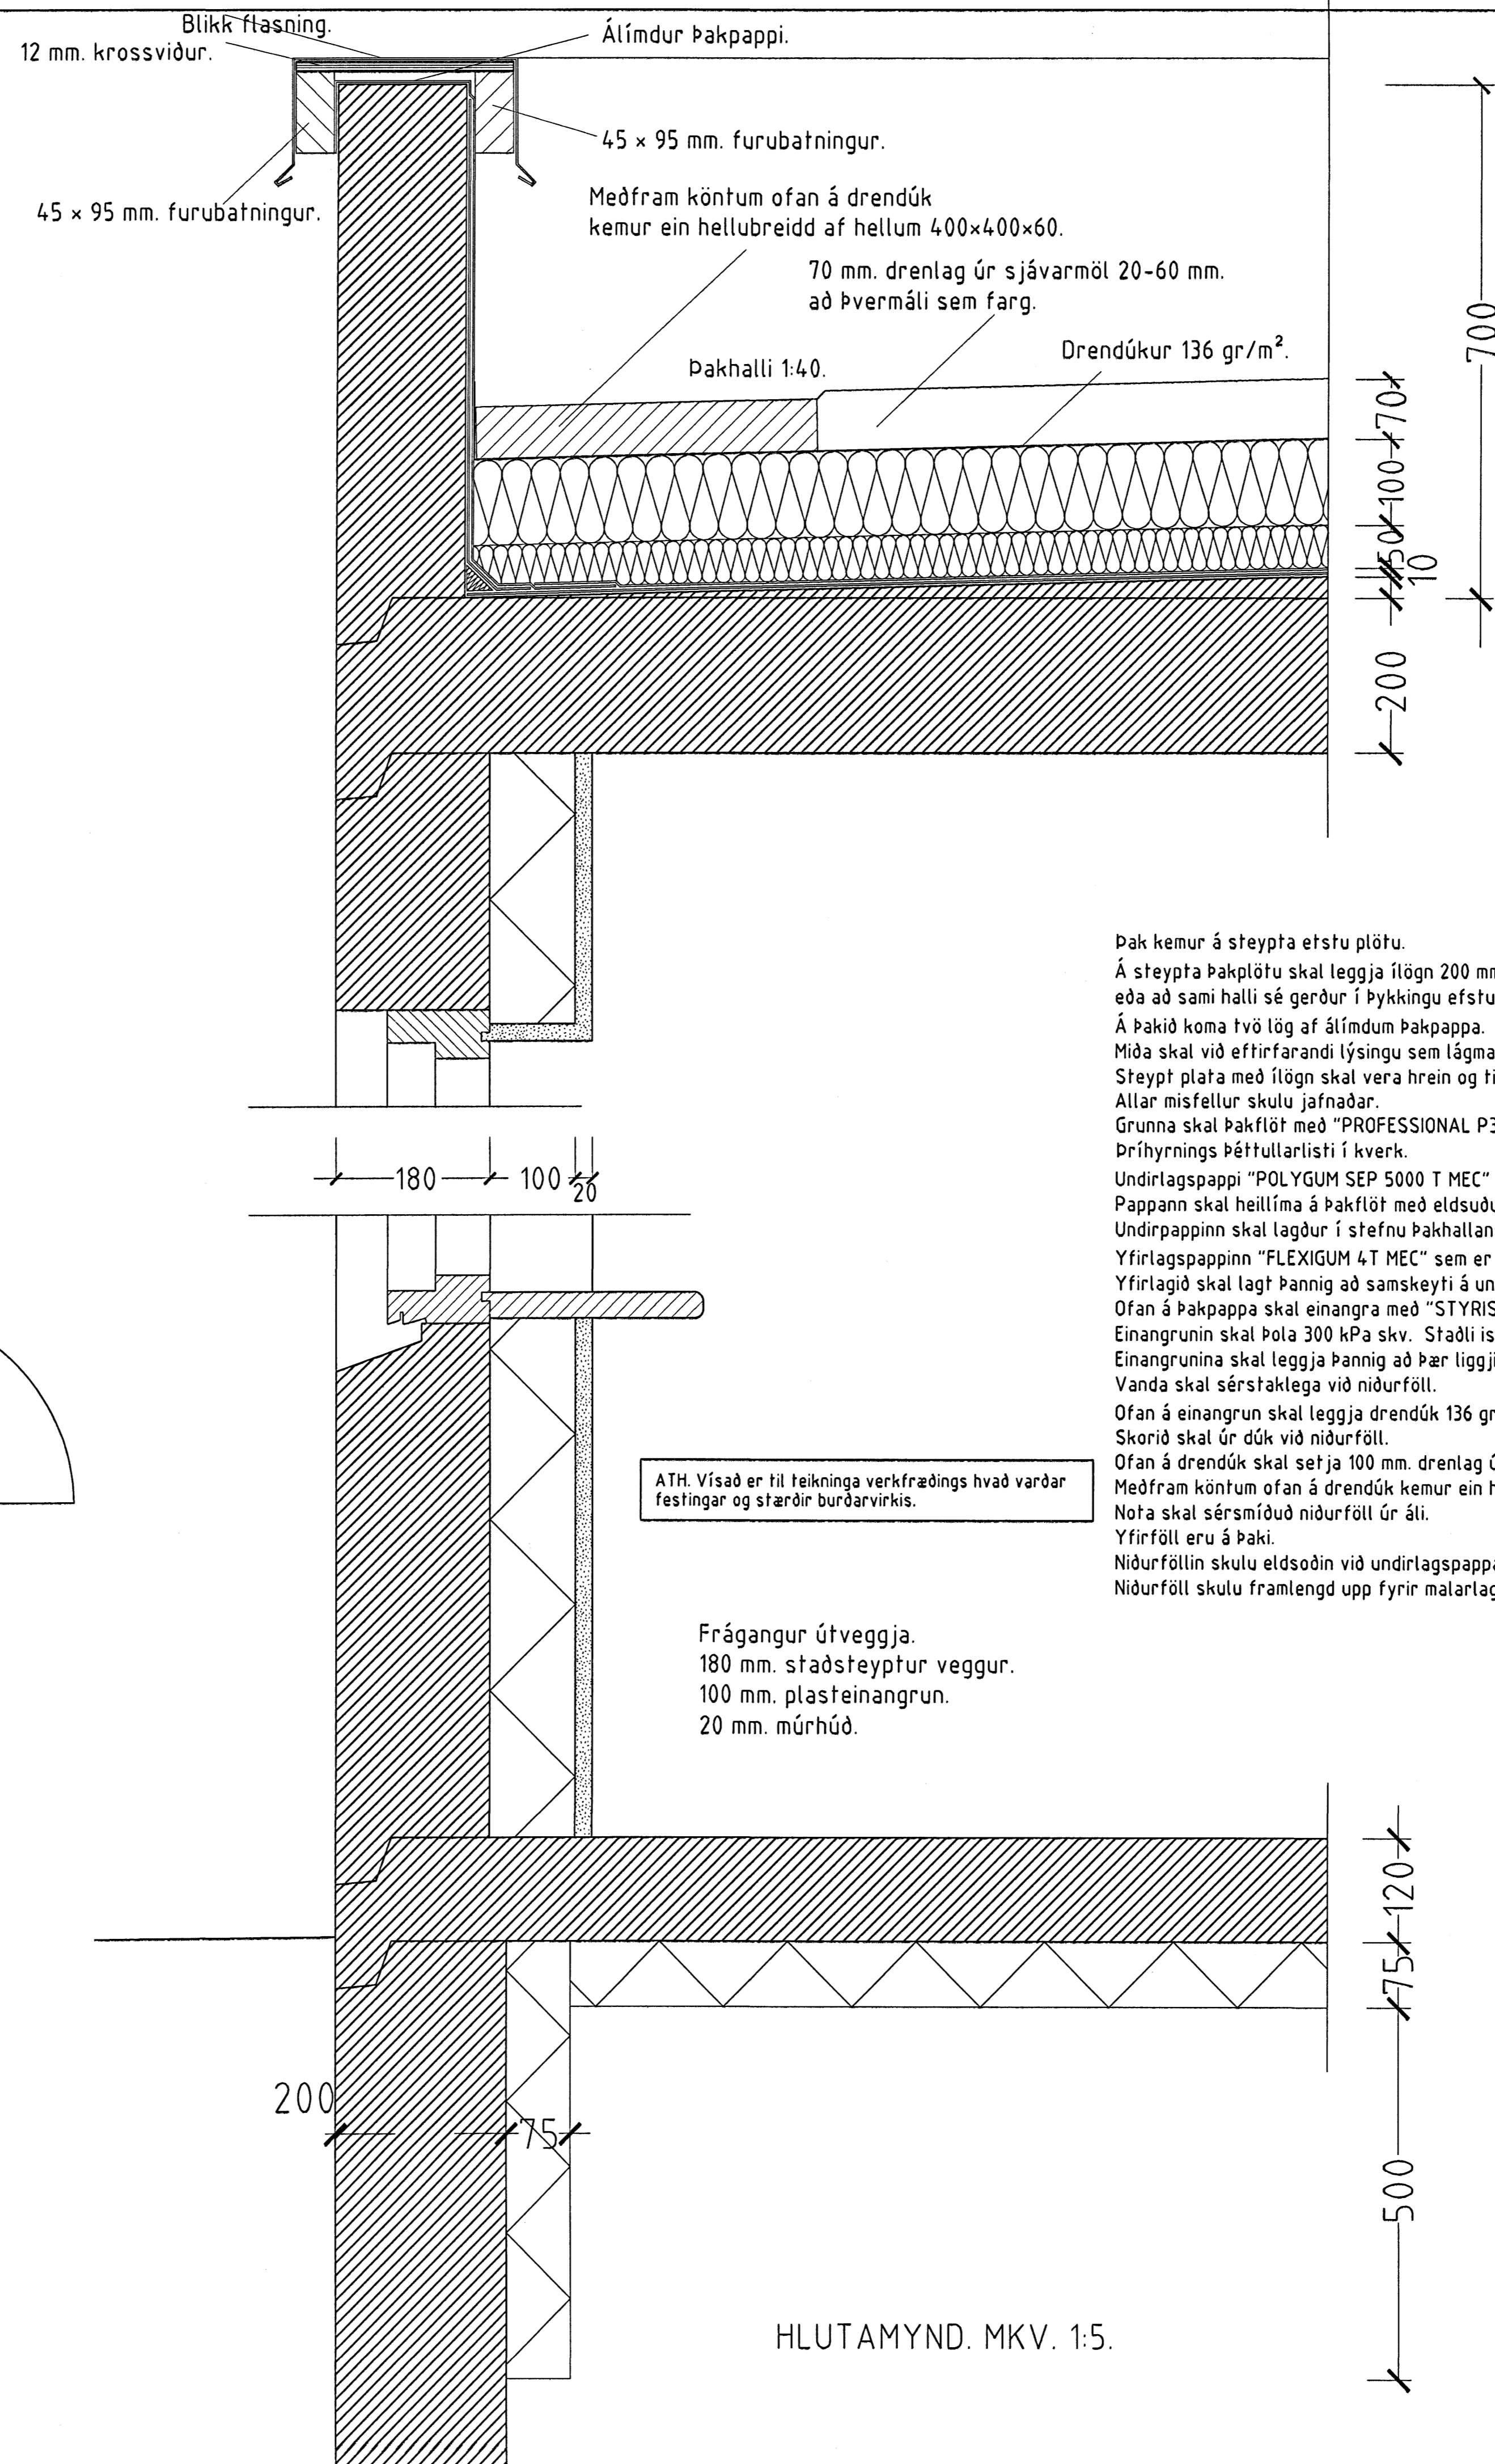 Blikk flasning.
12 mm. krossviður.
Álímdur þakpappi.
45 × 95 mm. furubatningur.
45 × 95 mm. furubatningur.
Meðfram köntum ofan á drendúk
kemur ein hellubreidd af hellum 400×400×60.
70 mm. drenlag úr sjávarmöl 20-60 mm.
að þvermáli sem farg.
Þakhalli 1:40.
Drendúkur 136 gr/m².
700
70
100
50
10
200
Þak kemur á steypta efstu plötu.
Á steypta þakplötu skal leggja ílögn 200 mm
eða að sami halli sé gerður í þykkingu efstu
Á þakið koma tvö lög af álímdum þakpappa.
Miða skal við eftirfarandi lýsingu sem lágma
Steypt plata með ílögn skal vera hrein og ti
Allar misfellur skulu jafnaðar.
Grunna skal þakflöt með "PROFESSIONAL P3
Þríhyrnings þéttullarlisti í kverk.
Undirlagspappi "POLYGUM SEP 5000 T MEC"
Pappann skal heillíma á þakflöt með eldsuðu
Undirpappinn skal lagður í stefnu þakhallan
Yfirlagspappinn "FLEXIGUM 4T MEC" sem er
Yfirlagið skal lagt þannig að samskeyti á un
Ofan á þakpappa skal einangra með "STYRIS
Einangrunin skal þola 300 kPa skv. Staðli is
Einangrunina skal leggja þannig að þær liggji
Vanda skal sérstaklega við niðurföll.
Ofan á einangrun skal leggja drendúk 136 gr
Skorið skal úr dúk við niðurföll.
Ofan á drendúk skal setja 100 mm. drenlag ú
Meðfram köntum ofan á drendúk kemur ein h
Nota skal sérsmíðuð niðurföll úr áli.
Yfirföll eru á þaki.
Niðurföllin skulu eldsoðin við undirlagspappa
Niðurföll skulu framlengd upp fyrir malarlag
180
100
20
ATH. Vísað er til teikninga verkfræðings hvað varðar
festingar og stærðir burðarvirkis.
Frágangur útveggja.
180 mm. staðsteyptur veggur.
100 mm. plasteinangrun.
20 mm. múrhúð.
120
75
500
200
75
HLUTAMYND. MKV. 1:5.